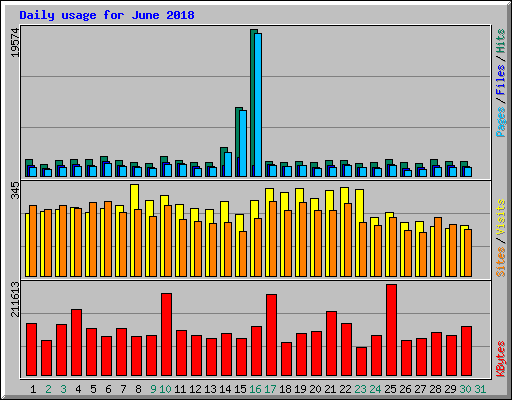 Daily usage for June 2018
19574
Pages / Files / Hits
345
Sites / Visits
211613
KBytes
1 2 3 4 5 6 7 8 9 10 11 12 13 14 15 16 17 18 19 20 21 22 23 24 25 26 27 28 29 30 31